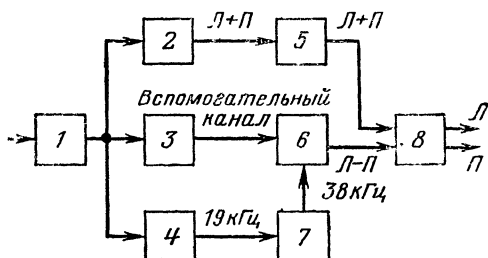 2 Л+П 5 Л+П
Вспомогательный
1 3 канал 6 8 Л
Л-П П
38кГц
4 19кГц 7